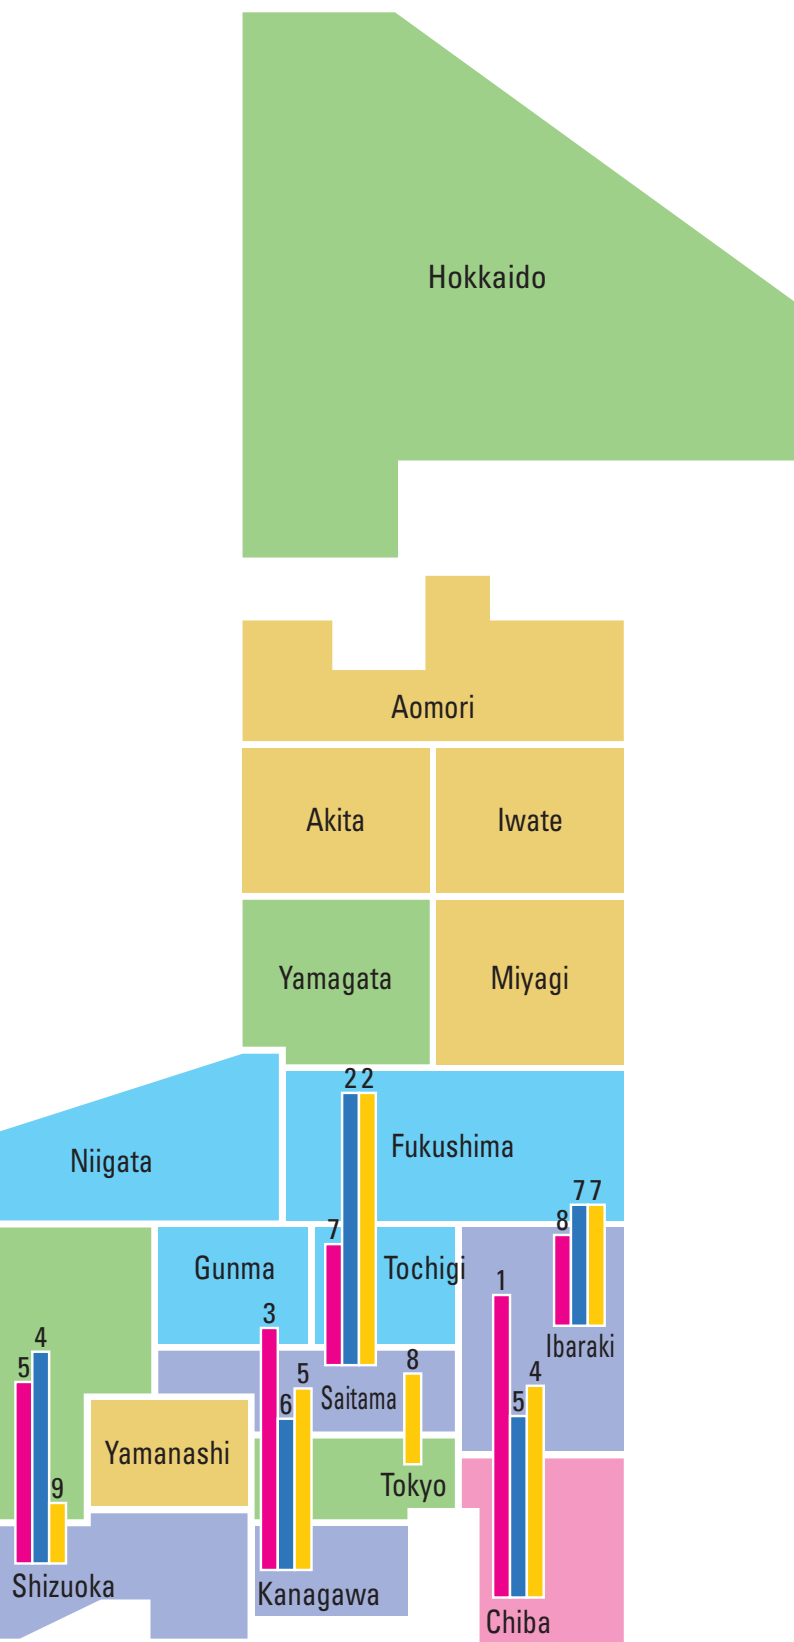 Hokkaido
Aomori
Akita
Iwate
Yamagata
Miyagi
2 2
Fukushima
Niigata
7 7
8
7
Gunma
Tochigi
1
3
4
Ibaraki
8
5
4
5
Saitama
6
5
Yamanashi
Tokyo
9
Shizuoka
Kanagawa
Chiba